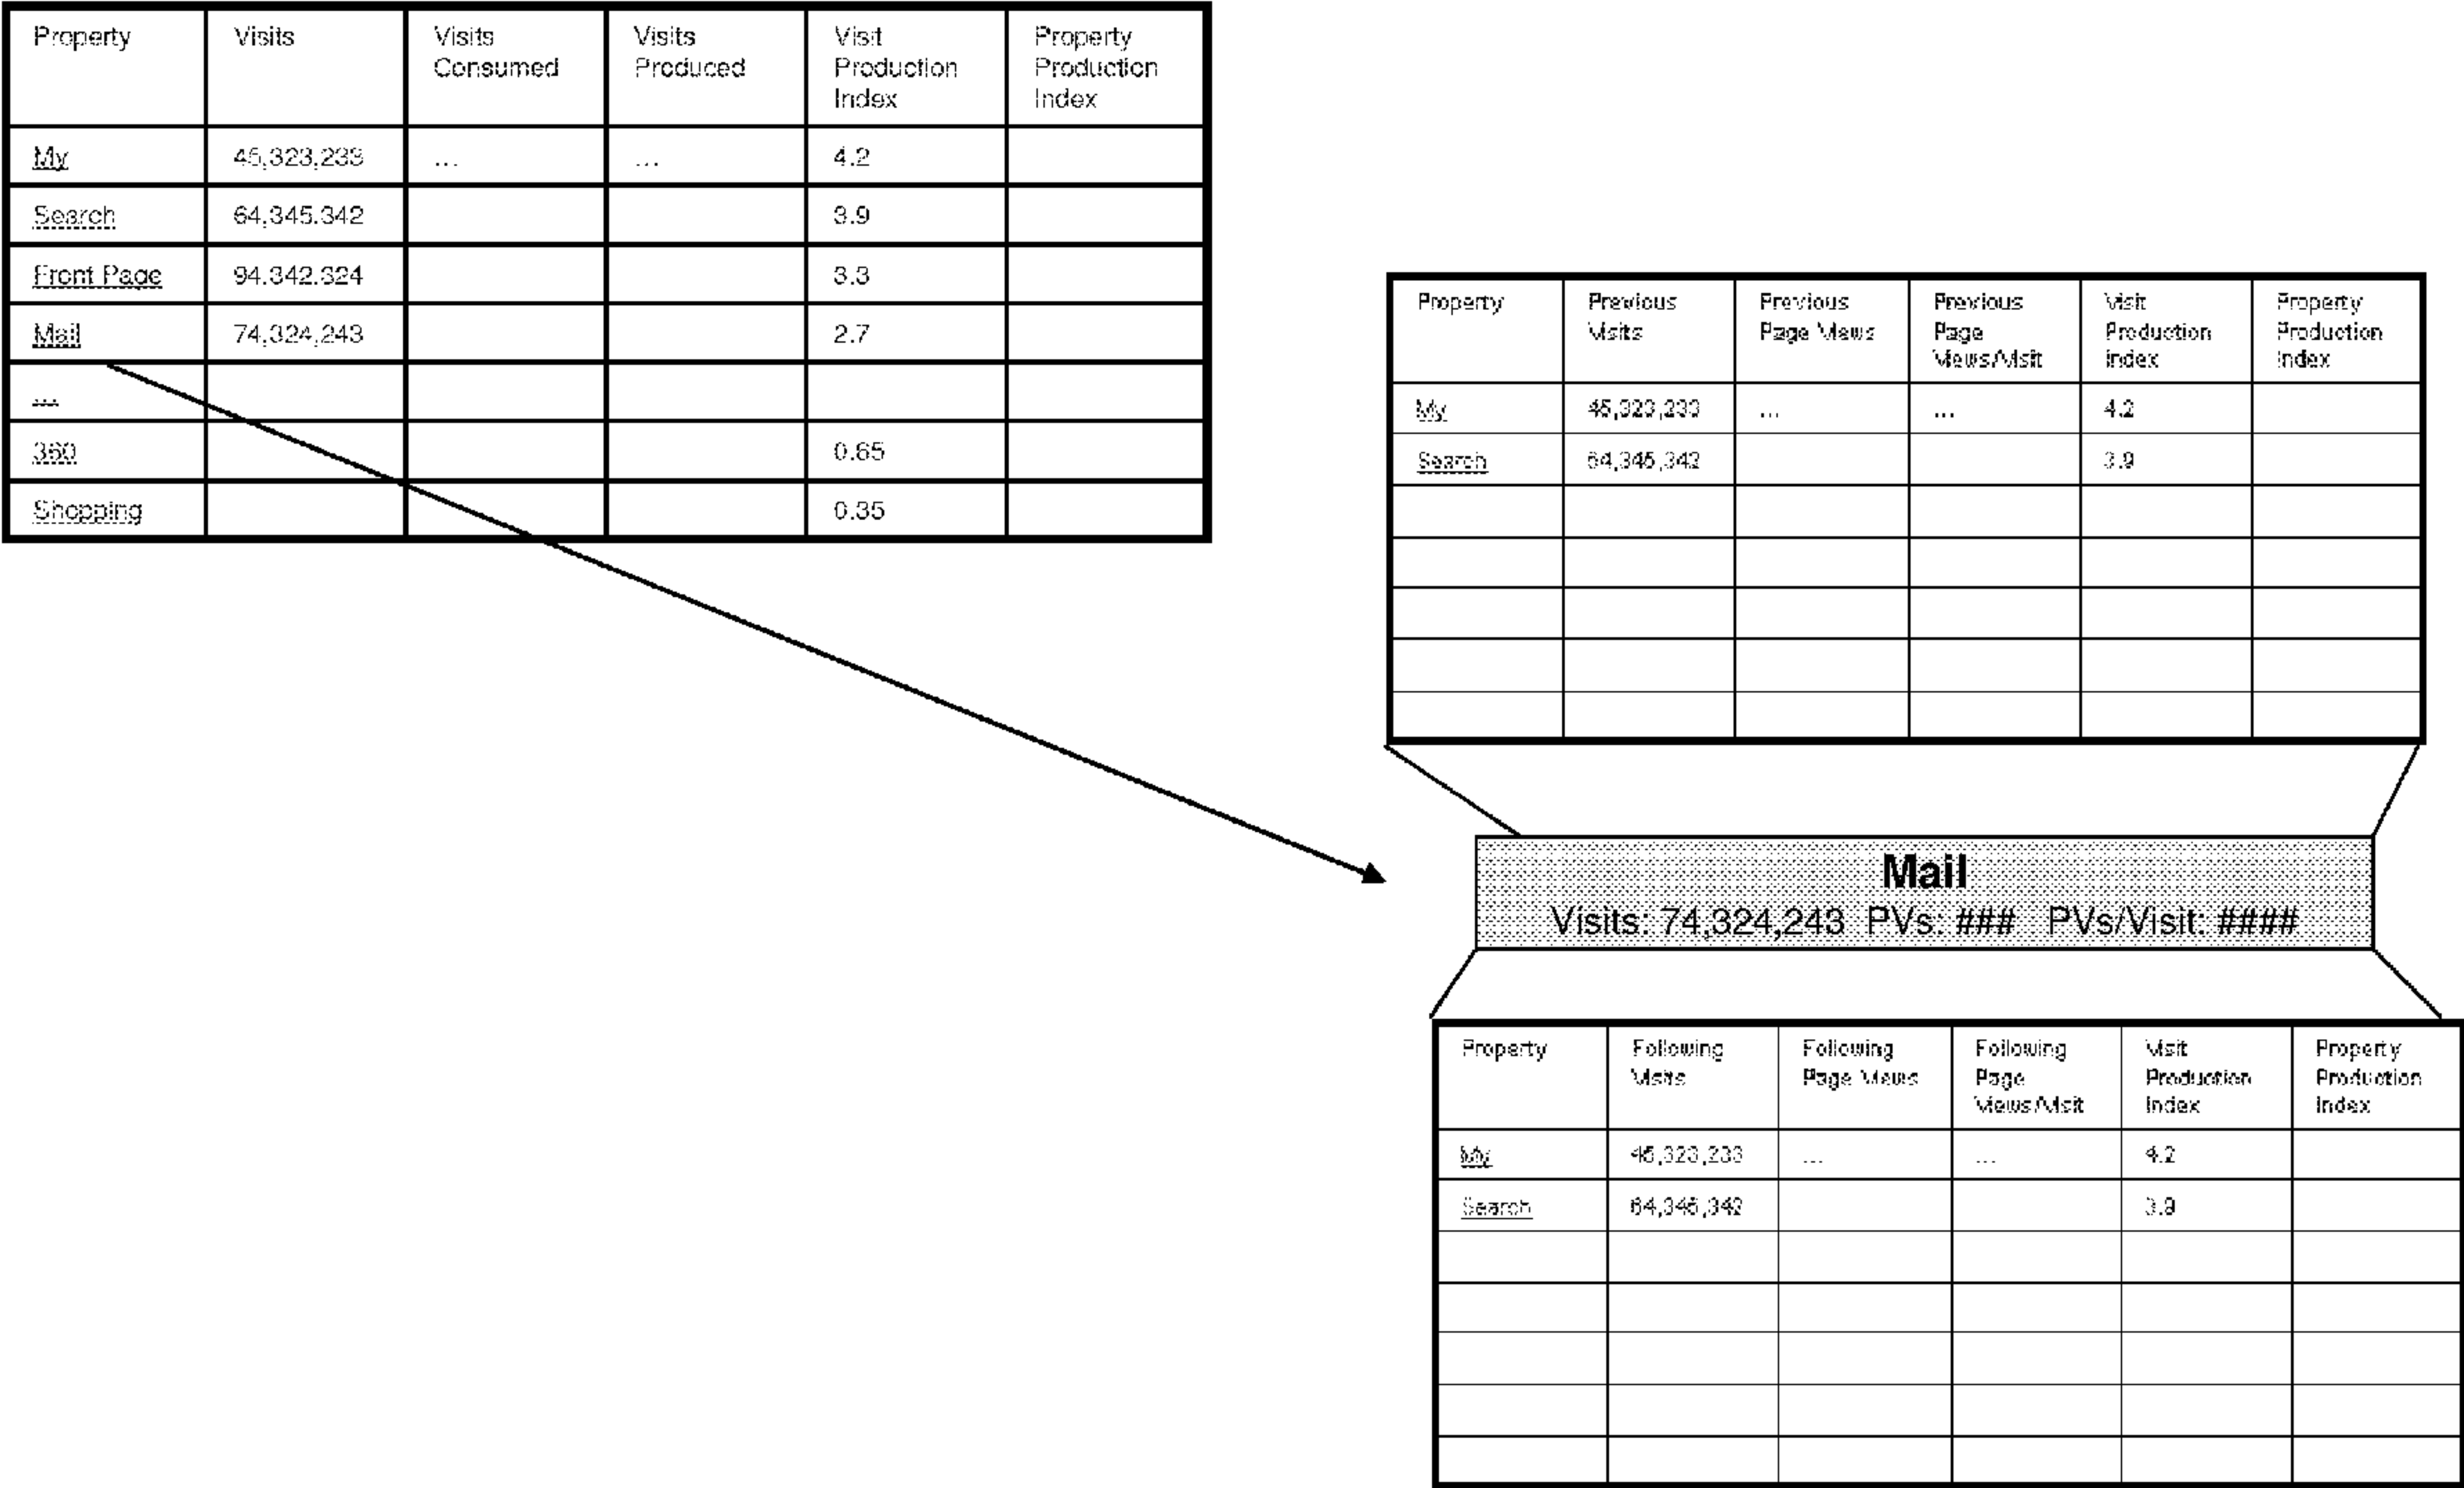 Property Visits Visits Consumed Visits Produced Visit Production Index Property Production Index
My 45,323,233 ... ... 4.2
Search 64,345.342 3.9
Front Page 94.342.324 3.3
Mail 74,324,243 2.7
...
360 0.65
Shopping 0.35
Property Previous Visits Previous Page Views Previous Page Views/Visit Visit Production Index Property Production Index
My 45,323,233 ... ... 4.2
Search 64,345,342 3.9
Mail
Visits: 74,324,243 PVs: ### PVs/Visit: ####
Property Following Visits Following Page Views Following Page Views/Visit Visit Production Index Property Production Index
My 45,323,233 ... ... 4.2
Search 64,345,342 3.9